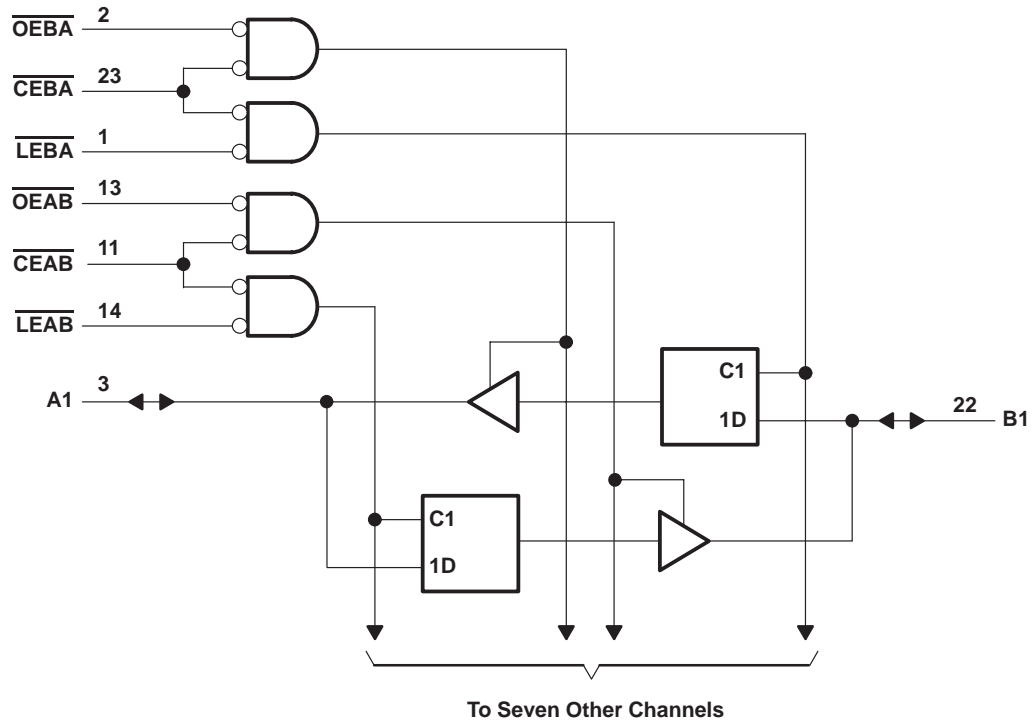 OEBA 2
CEBA 23
LEBA 1
OEAB 13
CEAB 11
LEAB 14
A1 3
C1
1D
22 B1
C1
1D
To Seven Other Channels